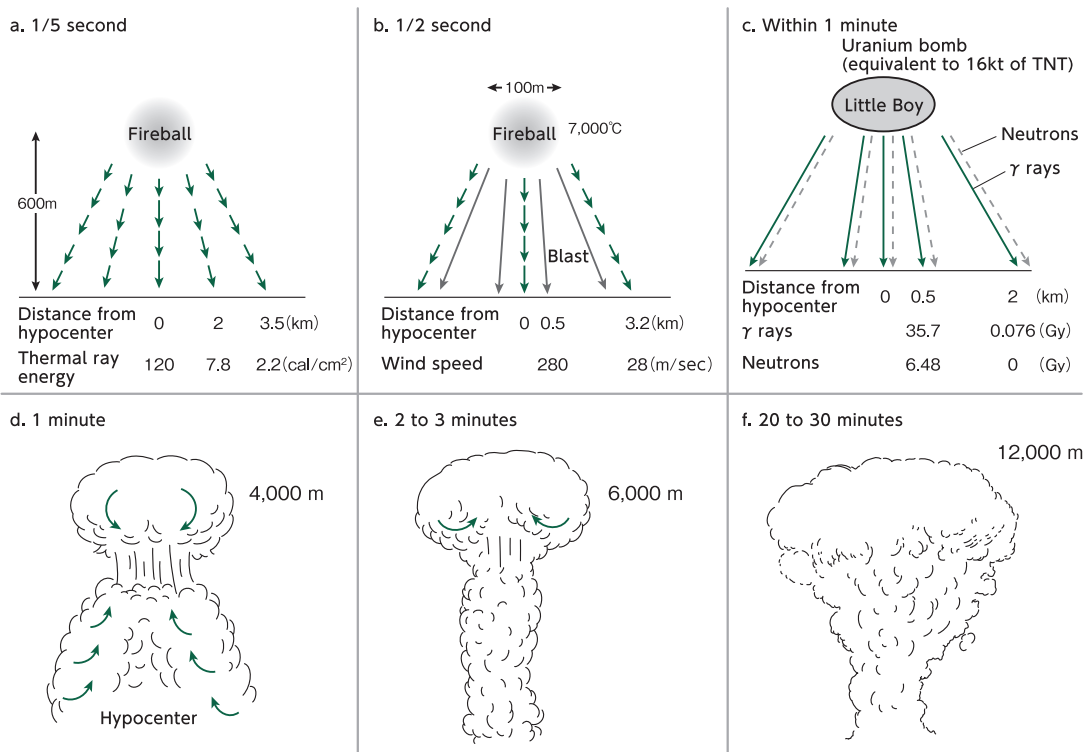 a. 1/5 second
Fireball
600m
Distance from
hypocenter
0 2 3.5(km)
Thermal ray
energy
120 7.8 2.2(cal/cm²)
b. 1/2 second
100m
Fireball
7,000℃
Blast
Distance from
hypocenter
0 0.5 3.2(km)
Wind speed 280 28(m/sec)
c. Within 1 minute
Uranium bomb
(equivalent to 16kt of TNT)
Little Boy
Neutrons
γ rays
Distance from
hypocenter
0 0.5 2 (km)
γ rays 35.7 0.076(Gy)
Neutrons 6.48 0 (Gy)
d. 1 minute
4,000 m
Hypocenter
e. 2 to 3 minutes
6,000 m
f. 20 to 30 minutes
12,000 m